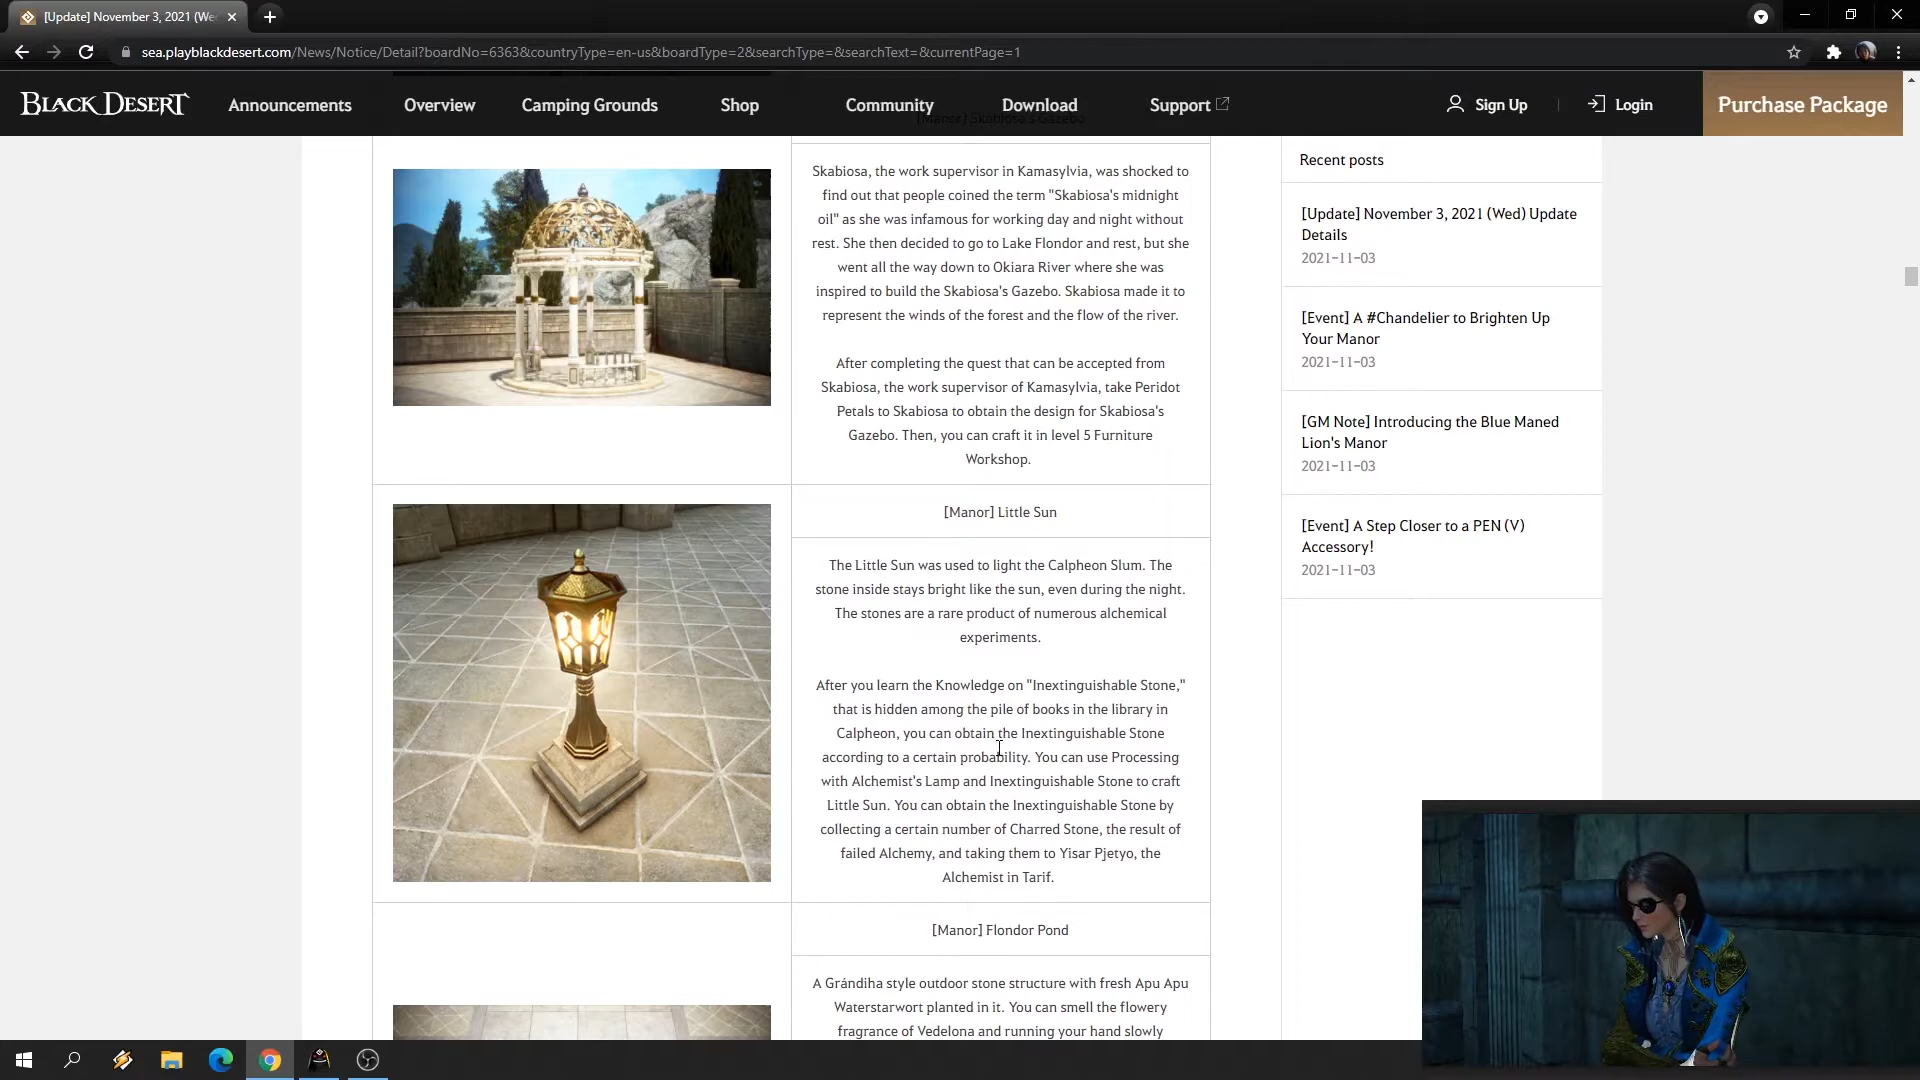 [Update] November 3, 2021 (We
sea.playblackdesert.com/News/Notice/Detail?boardNo=6363&countryType=en-us&boardType=2&searchType=&searchText=&currentPage=1
BLACK DESERT
Announcements
Overview
Camping Grounds
Shop
Community
Download
Support
Sign Up
Login
Purchase Package
[Manor] Skabiosa's Gazebo
Skabiosa, the work supervisor in Kamasylvia, was shocked to
find out that people coined the term "Skabiosa's midnight
oil" as she was infamous for working day and night without
rest. She then decided to go to Lake Flondor and rest, but she
went all the way down to Okiara River where she was
inspired to build the Skabiosa's Gazebo. Skabiosa made it to
represent the winds of the forest and the flow of the river.
After completing the quest that can be accepted from
Skabiosa, the work supervisor of Kamasylvia, take Peridot
Petals to Skabiosa to obtain the design for Skabiosa's
Gazebo. Then, you can craft it in level 5 Furniture
Workshop.
[Manor] Little Sun
The Little Sun was used to light the Calpheon Slum. The
stone inside stays bright like the sun, even during the night.
The stones are a rare product of numerous alchemical
experiments.
After you learn the Knowledge on "Inextinguishable Stone,"
that is hidden among the pile of books in the library in
Calpheon, you can obtain the Inextinguishable Stone
according to a certain probability. You can use Processing
with Alchemist's Lamp and Inextinguishable Stone to craft
Little Sun. You can obtain the Inextinguishable Stone by
collecting a certain number of Charred Stone, the result of
failed Alchemy, and taking them to Yisar Pjetyo, the
Alchemist in Tarif.
[Manor] Flondor Pond
A Grándiha style outdoor stone structure with fresh Apu Apu
Waterstarwort planted in it. You can smell the flowery
fragrance of Vedelona and running your hand slowly
Recent posts
[Update] November 3, 2021 (Wed) Update
Details
2021-11-03
[Event] A #Chandelier to Brighten Up
Your Manor
2021-11-03
[GM Note] Introducing the Blue Maned
Lion's Manor
2021-11-03
[Event] A Step Closer to a PEN (V)
Accessory!
2021-11-03